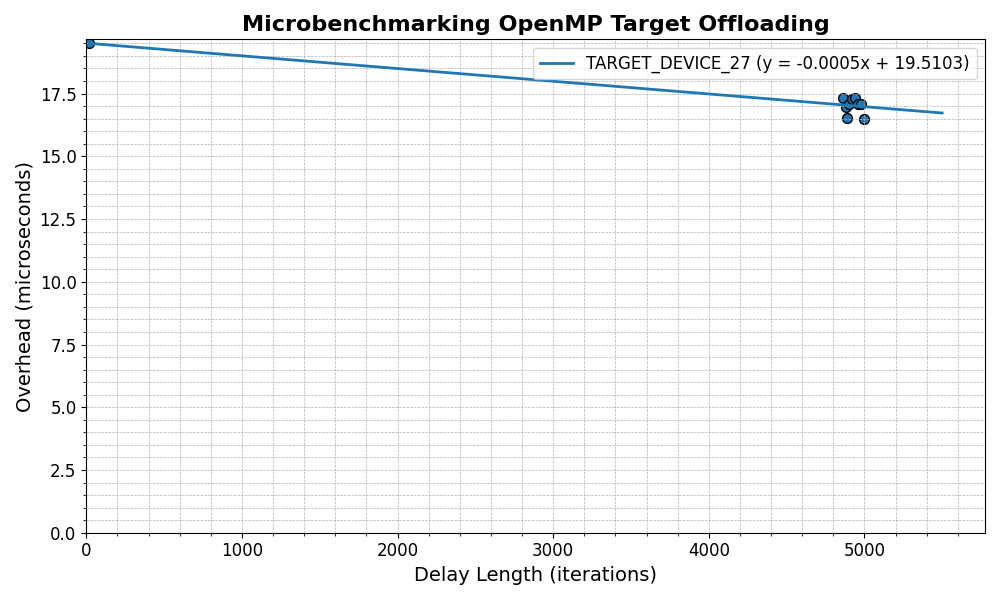 Microbenchmarking OpenMP Target Offloading
TARGET_DEVICE_27 (y = -0.0005x + 19.5103)
Overhead (microseconds)
17.5
15.0
12.5
10.0
7.5
5.0
2.5
0.0
0 1000 2000 3000 4000 5000
Delay Length (iterations)